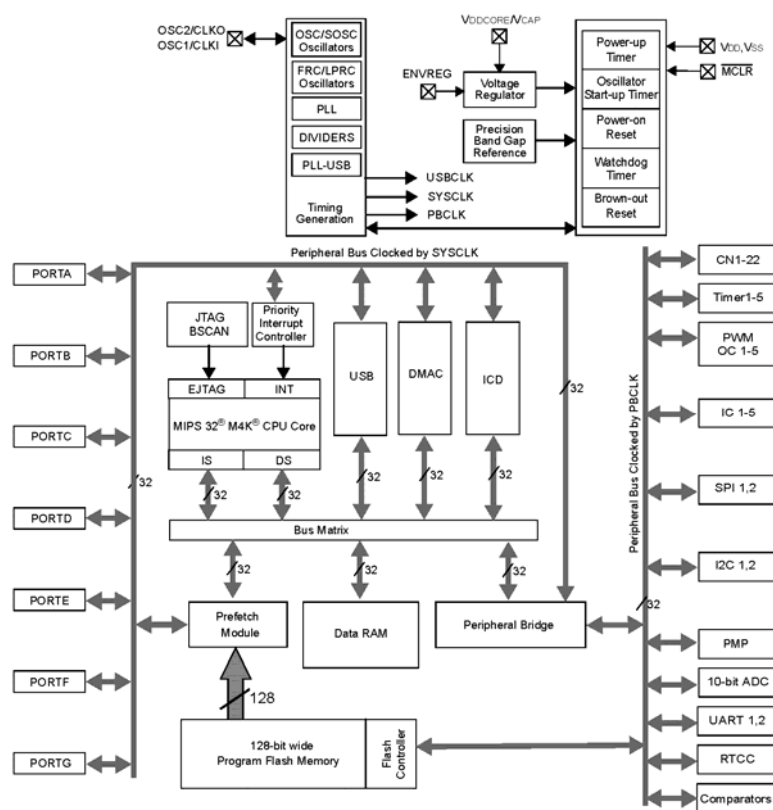 OSC2/CLKO
OSC1/CLKI
OSC/SOSC
Oscillators
FRC/LPRC
Oscillators
PLL
DIVIDERS
PLL-USB
Timing
Generation
USBCLK
SYSCLK
PBCLK
VDDCORE/VCAP
ENVREG
Voltage
Regulator
Precision
Band Gap
Reference
Power-up
Timer
Oscillator
Start-up Timer
Power-on
Reset
Watchdog
Timer
Brown-out
Reset
VDD,VSS
MCLR
Peripheral Bus Clocked by SYSCLK
PORTA
PORTB
PORTC
PORTD
PORTE
PORTF
PORTG
32
JTAG
BSCAN
Priority
Interrupt
Controller
EJTAG
INT
MIPS 32® M4K® CPU Core
IS
DS
32
32
USB
32
DMAC
32
ICD
32
32
Bus Matrix
32
32
32
Prefetch
Module
Data RAM
Peripheral Bridge
128
128-bit wide
Program Flash Memory
Flash
Controller
Peripheral Bus Clocked by PBCLK
32
CN1-22
Timer1-5
PWM
OC 1-5
IC 1-5
SPI 1,2
I2C 1,2
PMP
10-bit ADC
UART 1,2
RTCC
Comparators